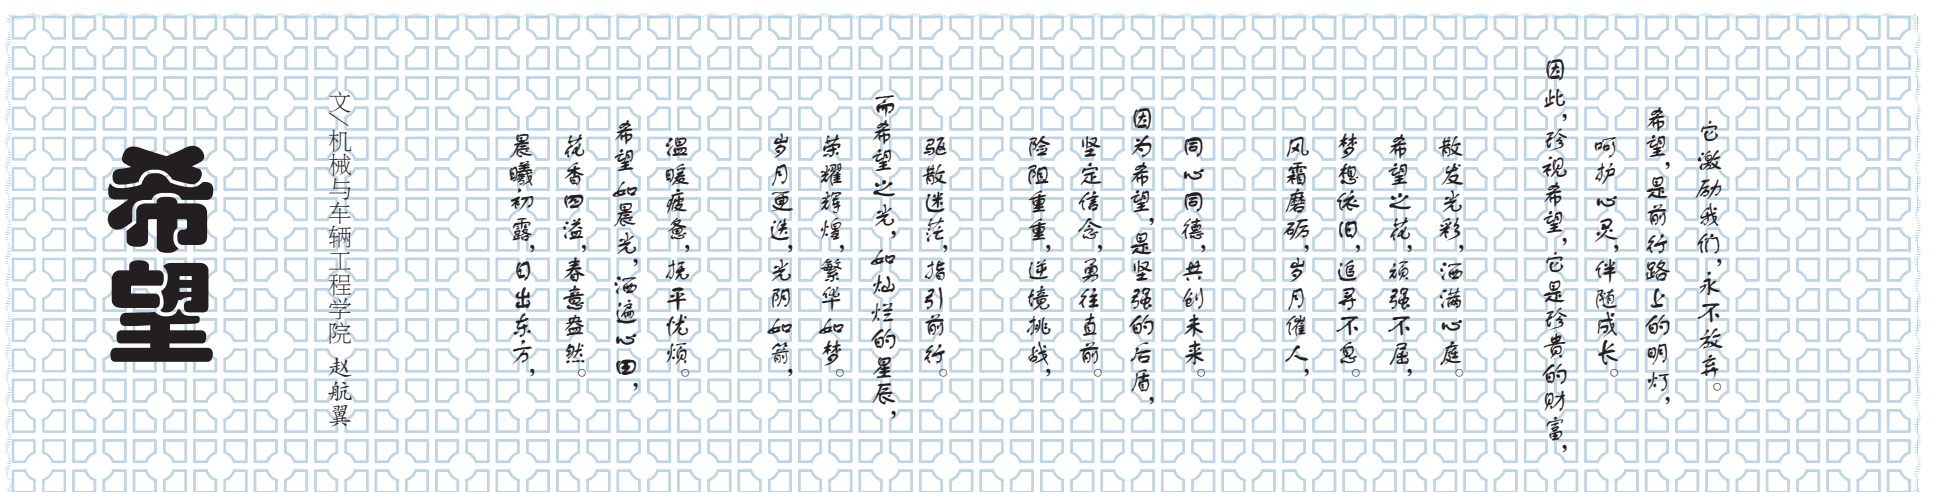 希望
文／机械与车辆工程学院 赵航翼
晨曦初露，日出东方，
花香四溢，春意盎然。
希望如晨光，洒遍心田，
温暖疲惫，抚平忧烦。
岁月更迭，光阴如箭，
荣耀辉煌，繁华如梦。
而希望之光，如灿烂的星辰，
驱散迷茫，指引前行。
险阻重重，逆境挑战，
坚定信念，勇往直前。
因为希望，是坚强的后盾，
同心同德，共创未来。
风霜磨砺，岁月催人，
梦想依旧，追寻不息。
希望之花，顽强不屈，
散发光彩，洒满心庭。
因此，珍视希望，它是珍贵的财富，
呵护心灵，伴随成长。
希望，是前行路上的明灯，
它激励我们，永不放弃。